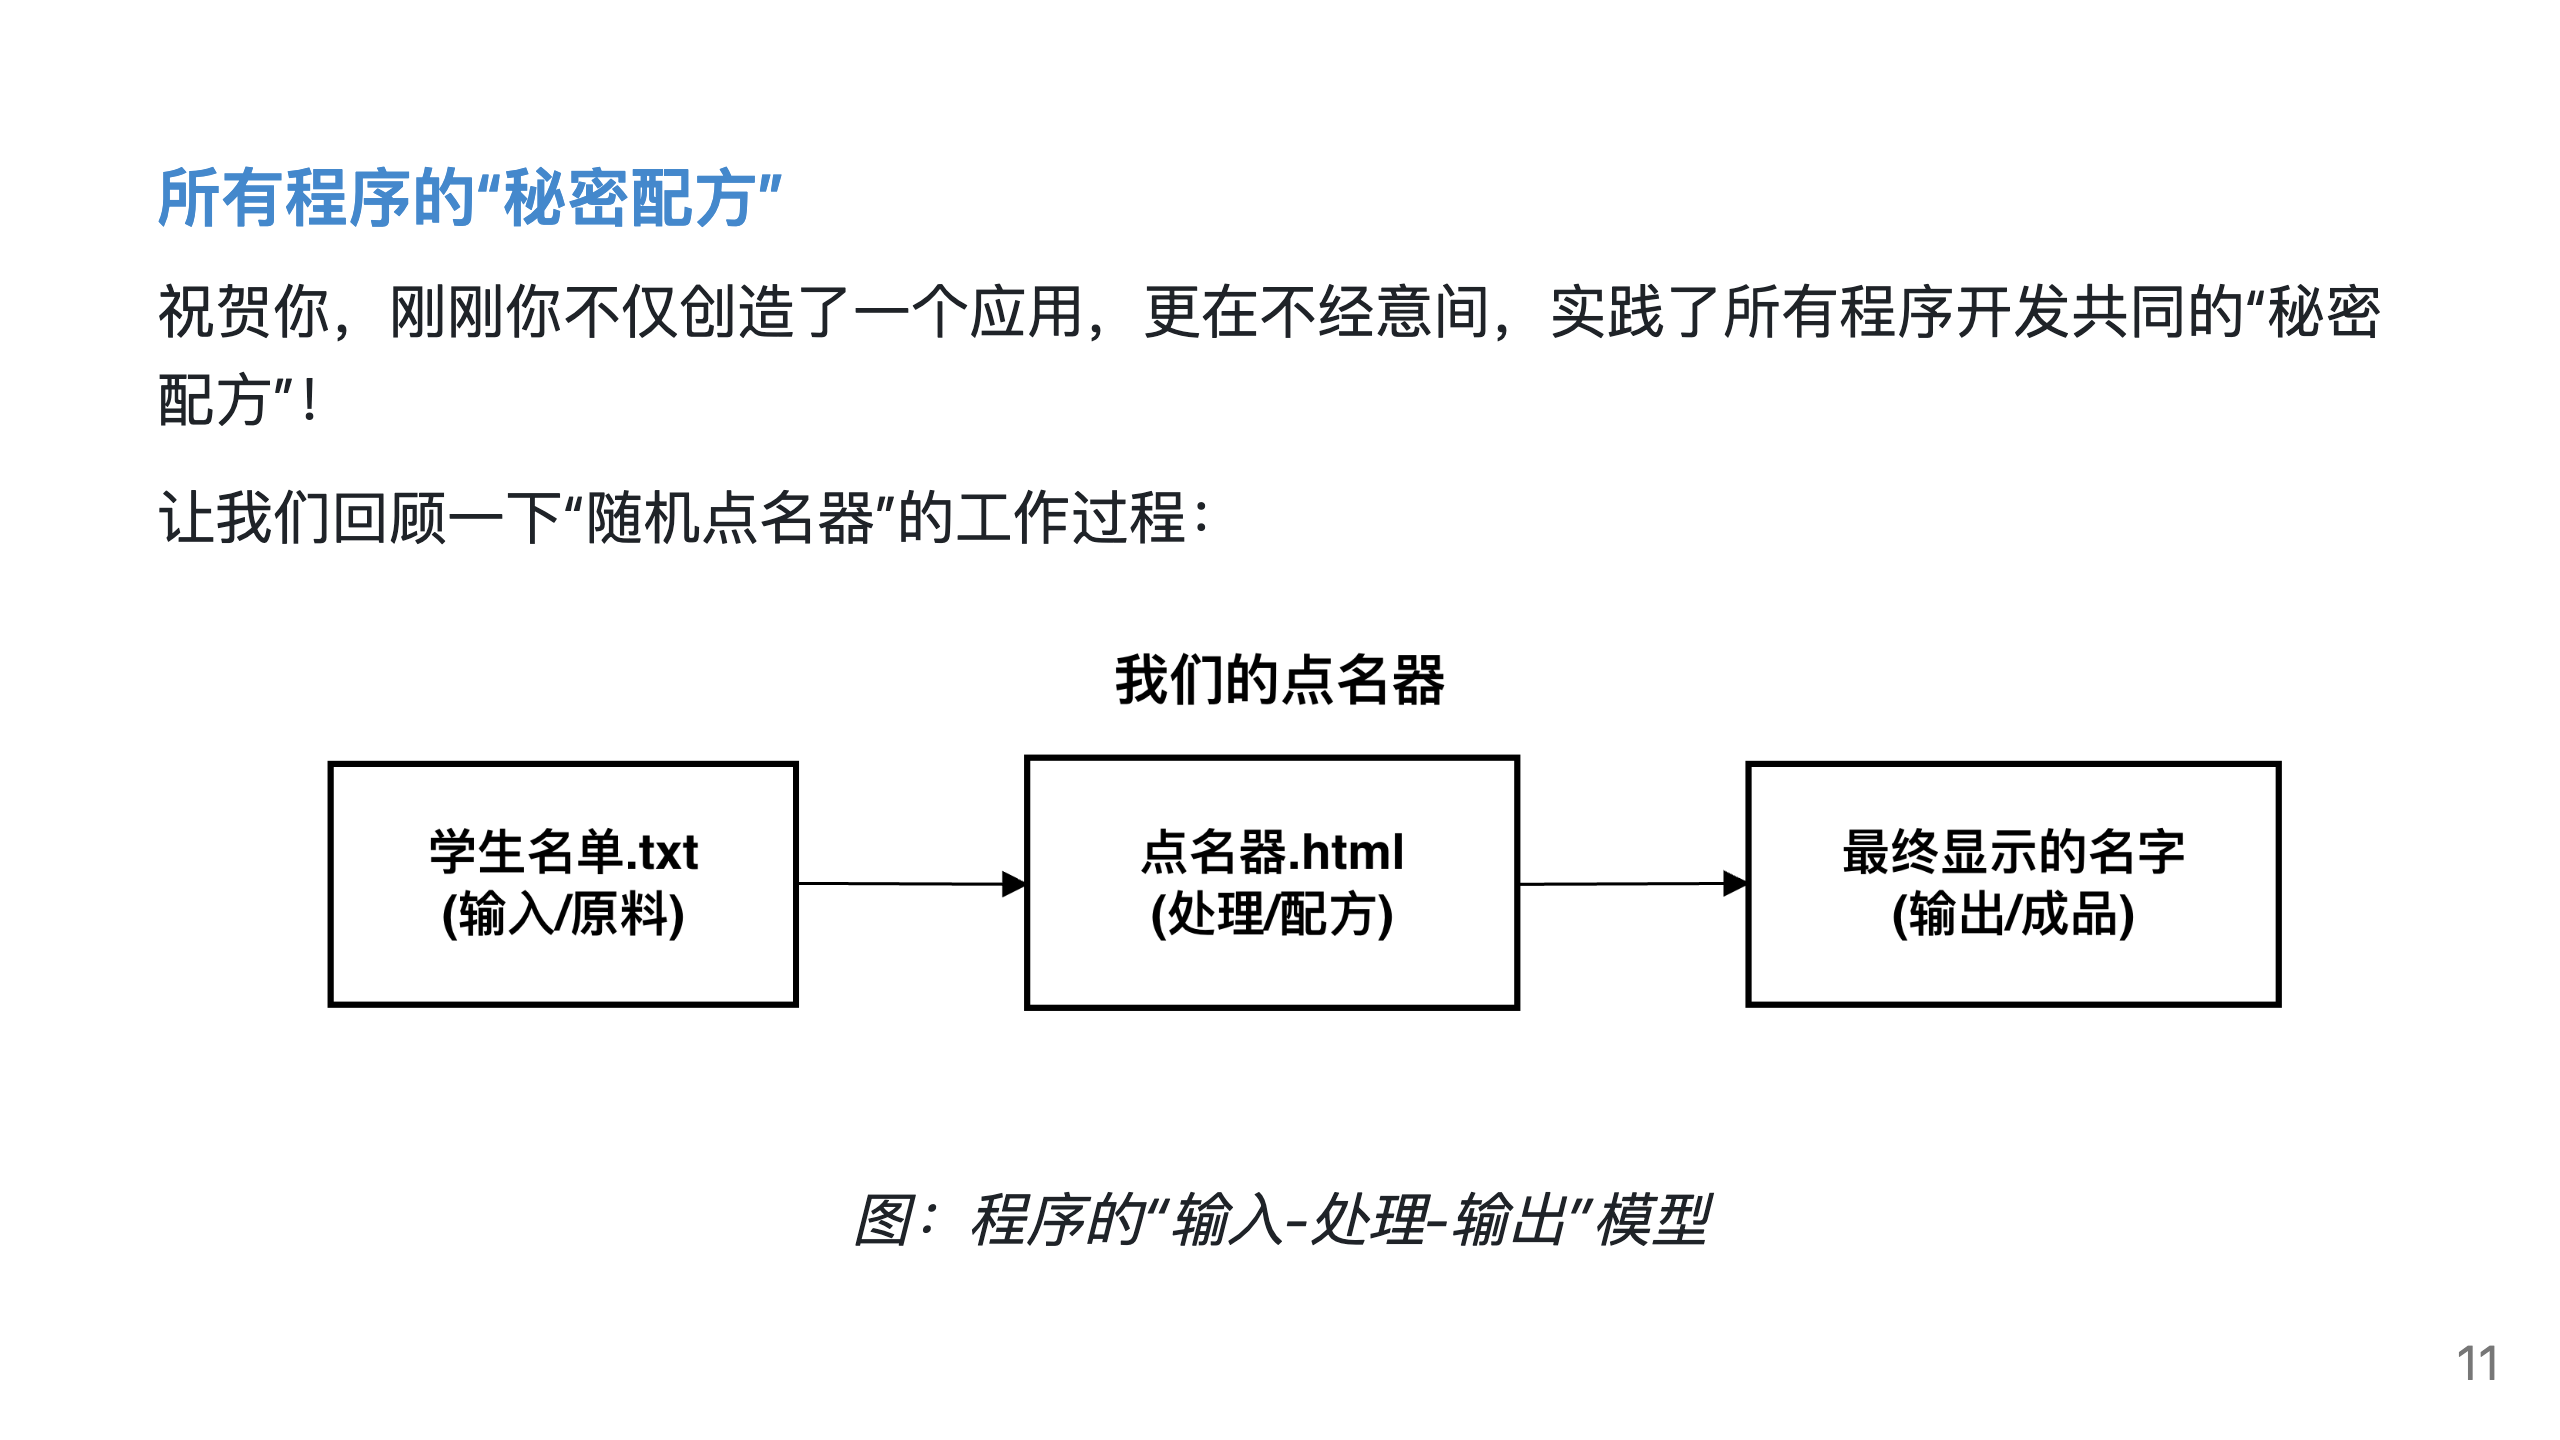 所有程序的“秘密配方”
祝贺你，刚刚你不仅创造了一个应用，更在不经意间，实践了所有程序开发共同的“秘密
配方”！
让我们回顾一下“随机点名器”的工作过程：
我们的点名器
学生名单.txt
(输入/原料)
点名器.html
(处理/配方)
最终显示的名字
(输出/成品)
图：程序的“输入-处理-输出”模型
11